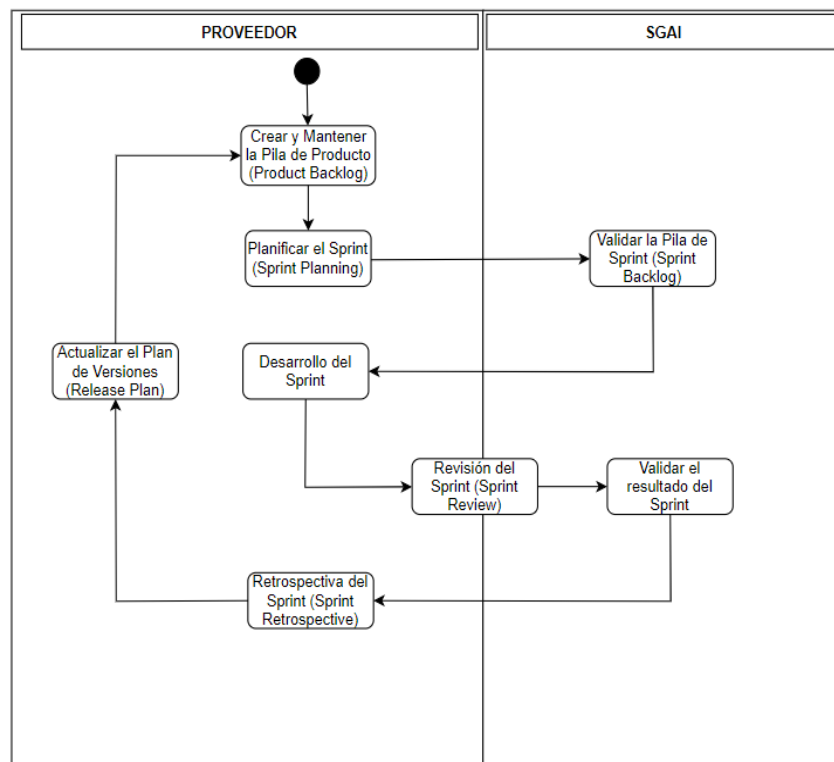 PROVEEDOR
SGAI
Crear y Mantener
la Pila de Producto
(Product Backlog)
Planificar el Sprint
(Sprint Planning)
Validar la Pila de
Sprint (Sprint
Backlog)
Actualizar el Plan
de Versiones
(Release Plan)
Desarrollo del
Sprint
Revisión del
Sprint (Sprint
Review)
Validar el
resultado del
Sprint
Retrospectiva del
Sprint (Sprint
Retrospective)